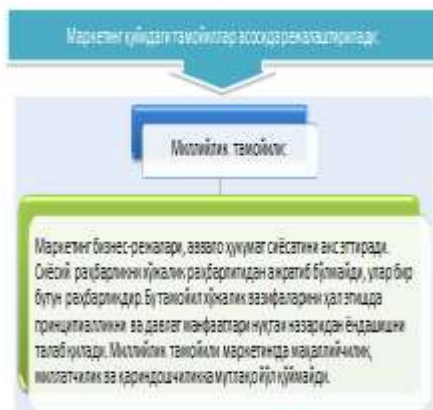 Маркетинг қуйидаги тамойиллар асосида режалаштирилади:
Миллийлик тамойили:
Маркетинг бизнес-режалари, аввало ҳукумат сиёсатини акс эттиради.
Сиёсий раҳбарликни хўжалик раҳбарлигидан ажратиб бўлмайди, улар бир
бутун раҳбарликдир. Бу тамойил хўжалик вазифаларини ҳал этишда
принципиалликни ва давлат манфаатлари нуқтаи назаридан ёндашишни
талаб қилади. Миллийлик тамойили маркетингда маҳаллийчилик,
миллатчилик ва қариндошчиликка мутлақо йўл қўймайди.